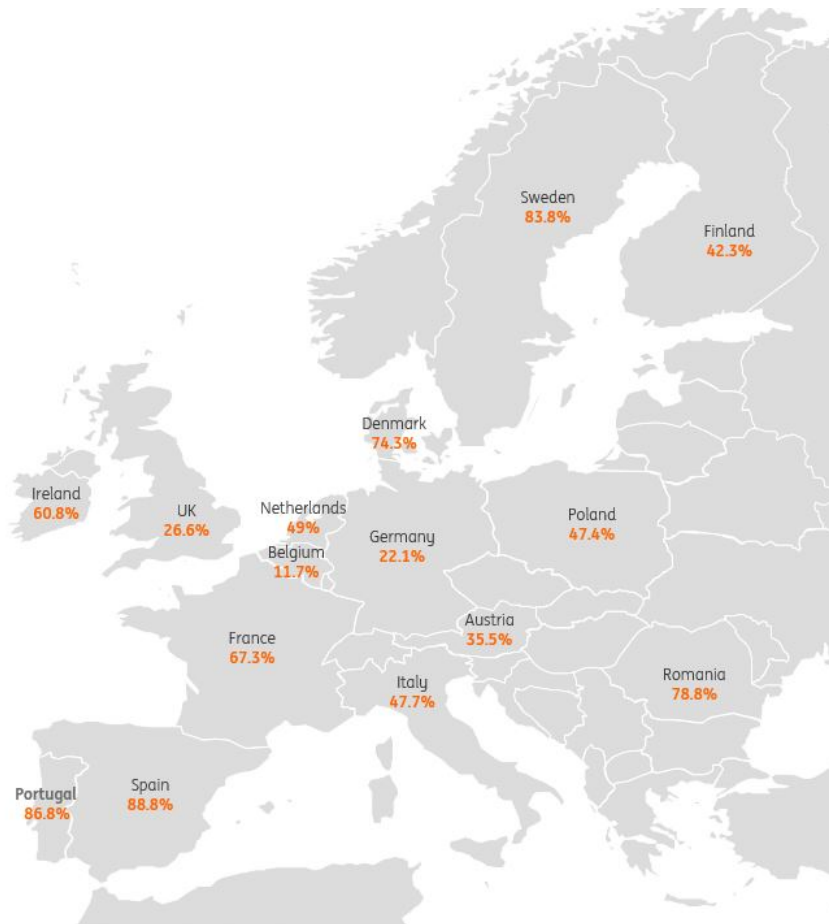 Sweden
83.8%
Finland
42.3%
Denmark
74.3%
Ireland
60.8%
UK
26.6%
Netherlands
49%
Belgium
11.7%
Germany
22.1%
Poland
47.4%
Austria
35.5%
France
67.3%
Italy
47.7%
Romania
78.8%
Portugal
86.8%
Spain
88.8%